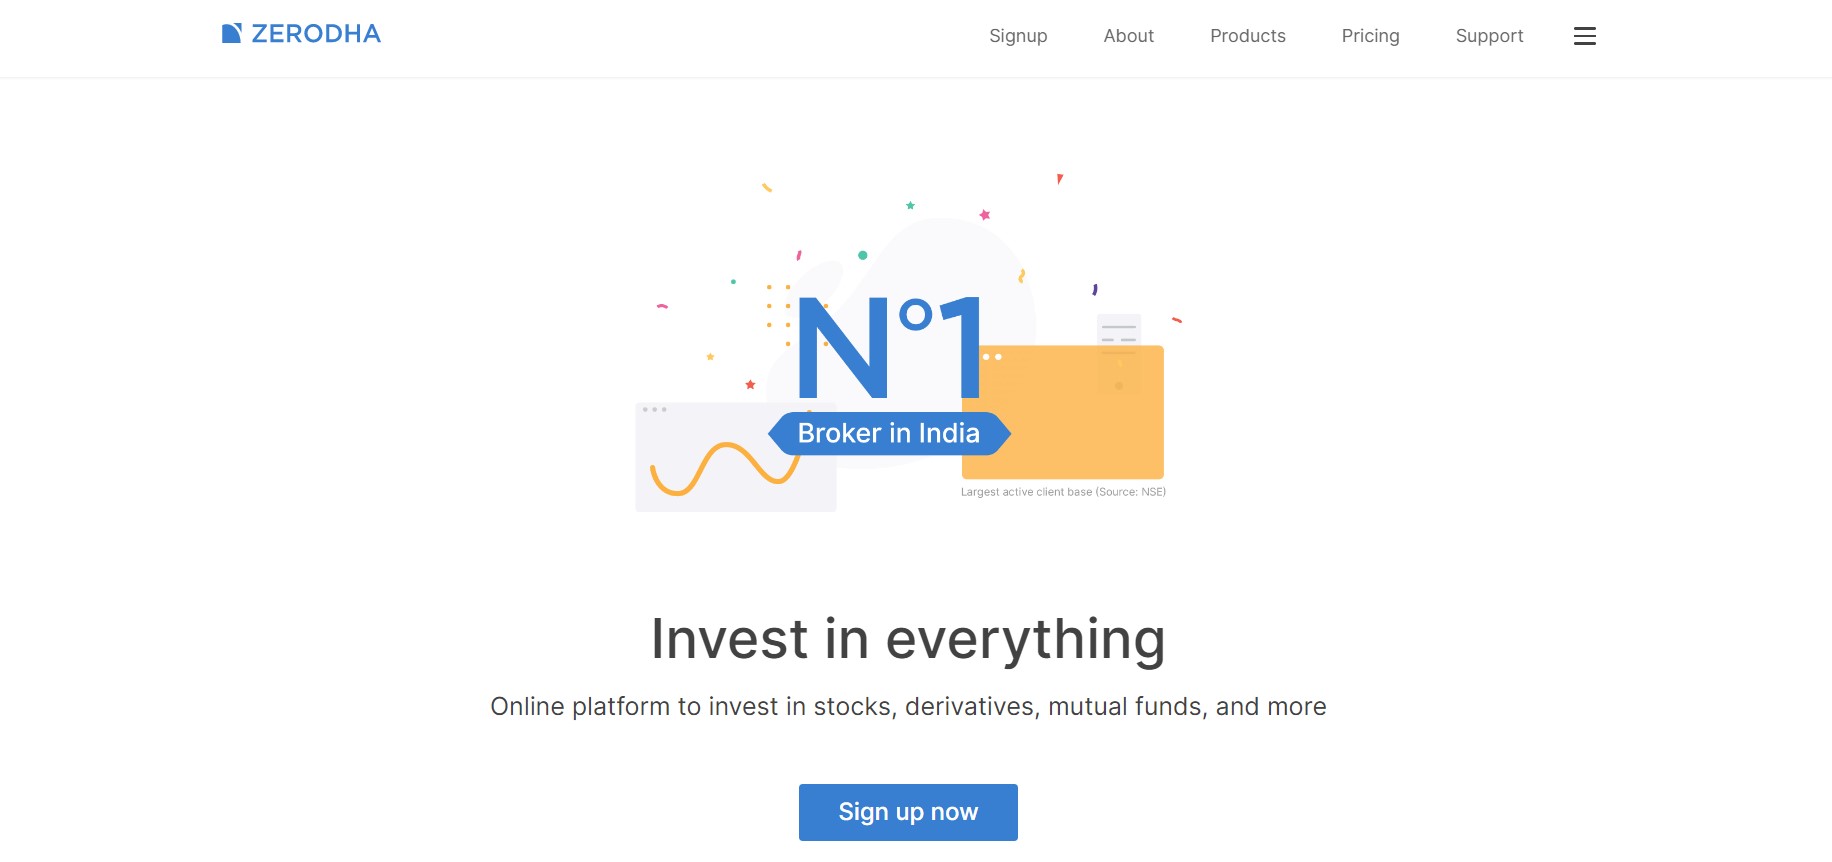 ZERODHA
Signup About Products Pricing Support
N°1
Broker in India
Largest active client base (Source: NSE)
Invest in everything
Online platform to invest in stocks, derivatives, mutual funds, and more
Sign up now